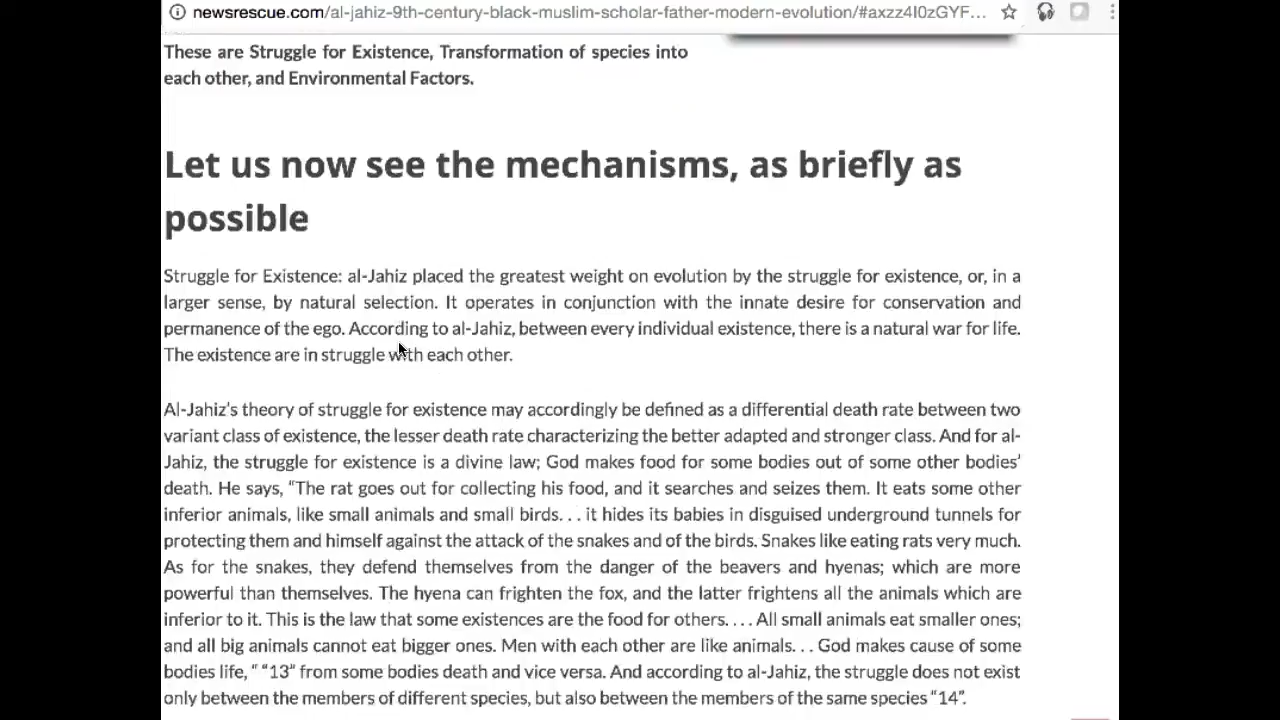 newsrescue.com/al-jahiz-9th-century-black-muslim-scholar-father-modern-evolution/#axzz4I0zGYF...
These are Struggle for Existence, Transformation of species into
each other, and Environmental Factors.
Let us now see the mechanisms, as briefly as
possible
Struggle for Existence: al-Jahiz placed the greatest weight on evolution by the struggle for existence, or, in a
larger sense, by natural selection. It operates in conjunction with the innate desire for conservation and
permanence of the ego. According to al-Jahiz, between every individual existence, there is a natural war for life.
The existence are in struggle with each other.
Al-Jahiz’s theory of struggle for existence may accordingly be defined as a differential death rate between two
variant class of existence, the lesser death rate characterizing the better adapted and stronger class. And for al-
Jahiz, the struggle for existence is a divine law; God makes food for some bodies out of some other bodies’
death. He says, “The rat goes out for collecting his food, and it searches and seizes them. It eats some other
inferior animals, like small animals and small birds. . . it hides its babies in disguised underground tunnels for
protecting them and himself against the attack of the snakes and of the birds. Snakes like eating rats very much.
As for the snakes, they defend themselves from the danger of the beavers and hyenas; which are more
powerful than themselves. The hyena can frighten the fox, and the latter frightens all the animals which are
inferior to it. This is the law that some existences are the food for others. . . . All small animals eat smaller ones;
and all big animals cannot eat bigger ones. Men with each other are like animals. . . God makes cause of some
bodies life, “ “13” from some bodies death and vice versa. And according to al-Jahiz, the struggle does not exist
only between the members of different species, but also between the members of the same species “14”.